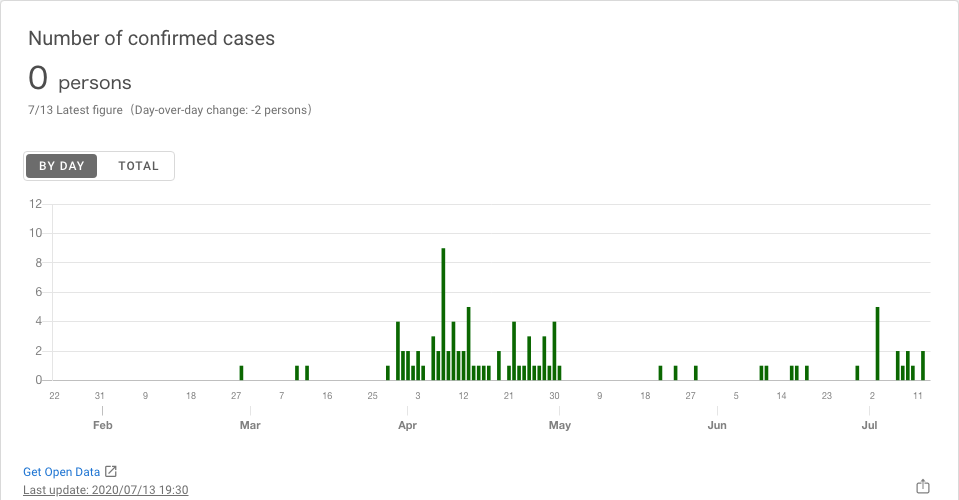 Number of confirmed cases
0 persons
7/13 Latest figure（Day-over-day change: -2 persons）
BY DAY TOTAL
12
10
8
6
4
2
0
22 31 9 18 27 7 16 25 3 12 21 30 9 18 27 5 14 23 2 11
Feb Mar Apr May Jun Jul
Get Open Data
Last update: 2020/07/13 19:30